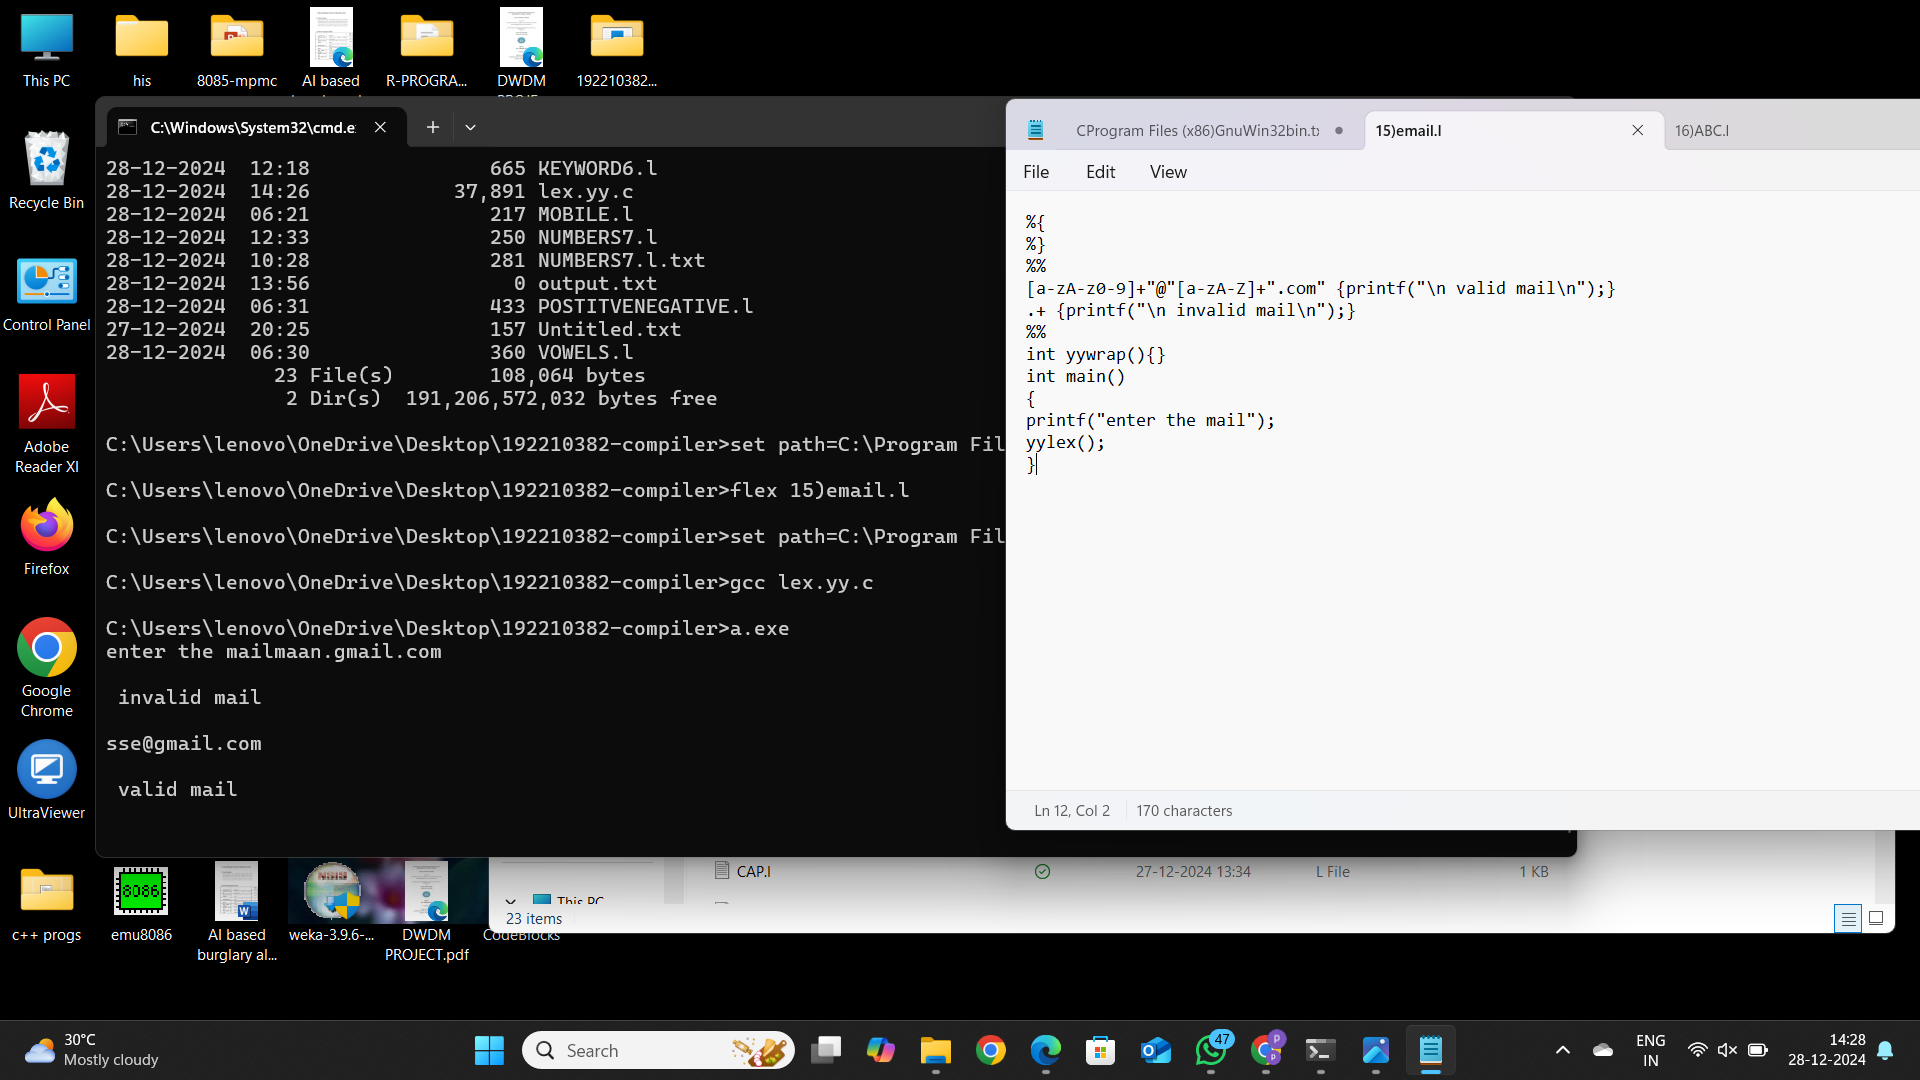 This PC
his
8085-mpmc
AI based
R-PROGRA...
DWDM
192210382...
Recycle Bin
Control Panel
Adobe
Reader XI
Firefox
Google
Chrome
UltraViewer
c++ progs
C:\Windows\System32\cmd.e
28-12-2024 12:18 665 KEYWORD6.l
28-12-2024 14:26 37,891 lex.yy.c
28-12-2024 06:21 217 MOBILE.l
28-12-2024 12:33 250 NUMBERS7.l
28-12-2024 10:28 281 NUMBERS7.l.txt
28-12-2024 13:56 0 output.txt
28-12-2024 06:31 433 POSTITVENEGATIVE.l
27-12-2024 20:25 157 Untitled.txt
28-12-2024 06:30 360 VOWELS.l
23 File(s) 108,064 bytes
2 Dir(s) 191,206,572,032 bytes free
C:\Users\lenovo\OneDrive\Desktop\192210382-compiler>set path=C:\Program Fil
C:\Users\lenovo\OneDrive\Desktop\192210382-compiler>flex 15)email.l
C:\Users\lenovo\OneDrive\Desktop\192210382-compiler>set path=C:\Program Fil
C:\Users\lenovo\OneDrive\Desktop\192210382-compiler>gcc lex.yy.c
C:\Users\lenovo\OneDrive\Desktop\192210382-compiler>a.exe
enter the mailmaan.gmail.com
invalid mail
sse@gmail.com
valid mail
CProgram Files (x86)GnuWin32bin.tx
15)email.l
16)ABC.l
File Edit View
%{
%}
%%
[a-zA-z0-9]+"@"[a-zA-Z]+".com" {printf("\n valid mail\n");}
.+ {printf("\n invalid mail\n");}
%%
int yywrap(){}
int main()
{
printf("enter the mail");
yylex();
}
Ln 12, Col 2 170 characters
CAP.l 27-12-2024 13:34 L File 1 KB
This PC
23 items
8086
emu8086
AI based
burglary al...
weka-3.9.6-...
DWDM
PROJECT.pdf
CodeBlocks
30°C
Mostly cloudy
Search
47
ENG
IN
14:28
28-12-2024